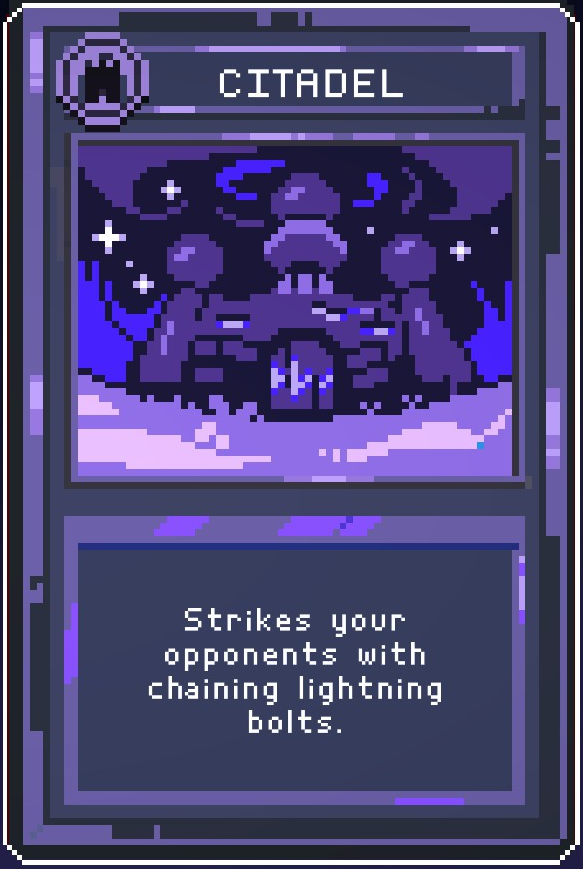 CITADEL
Strikes your
opponents with
chaining lightning
bolts.